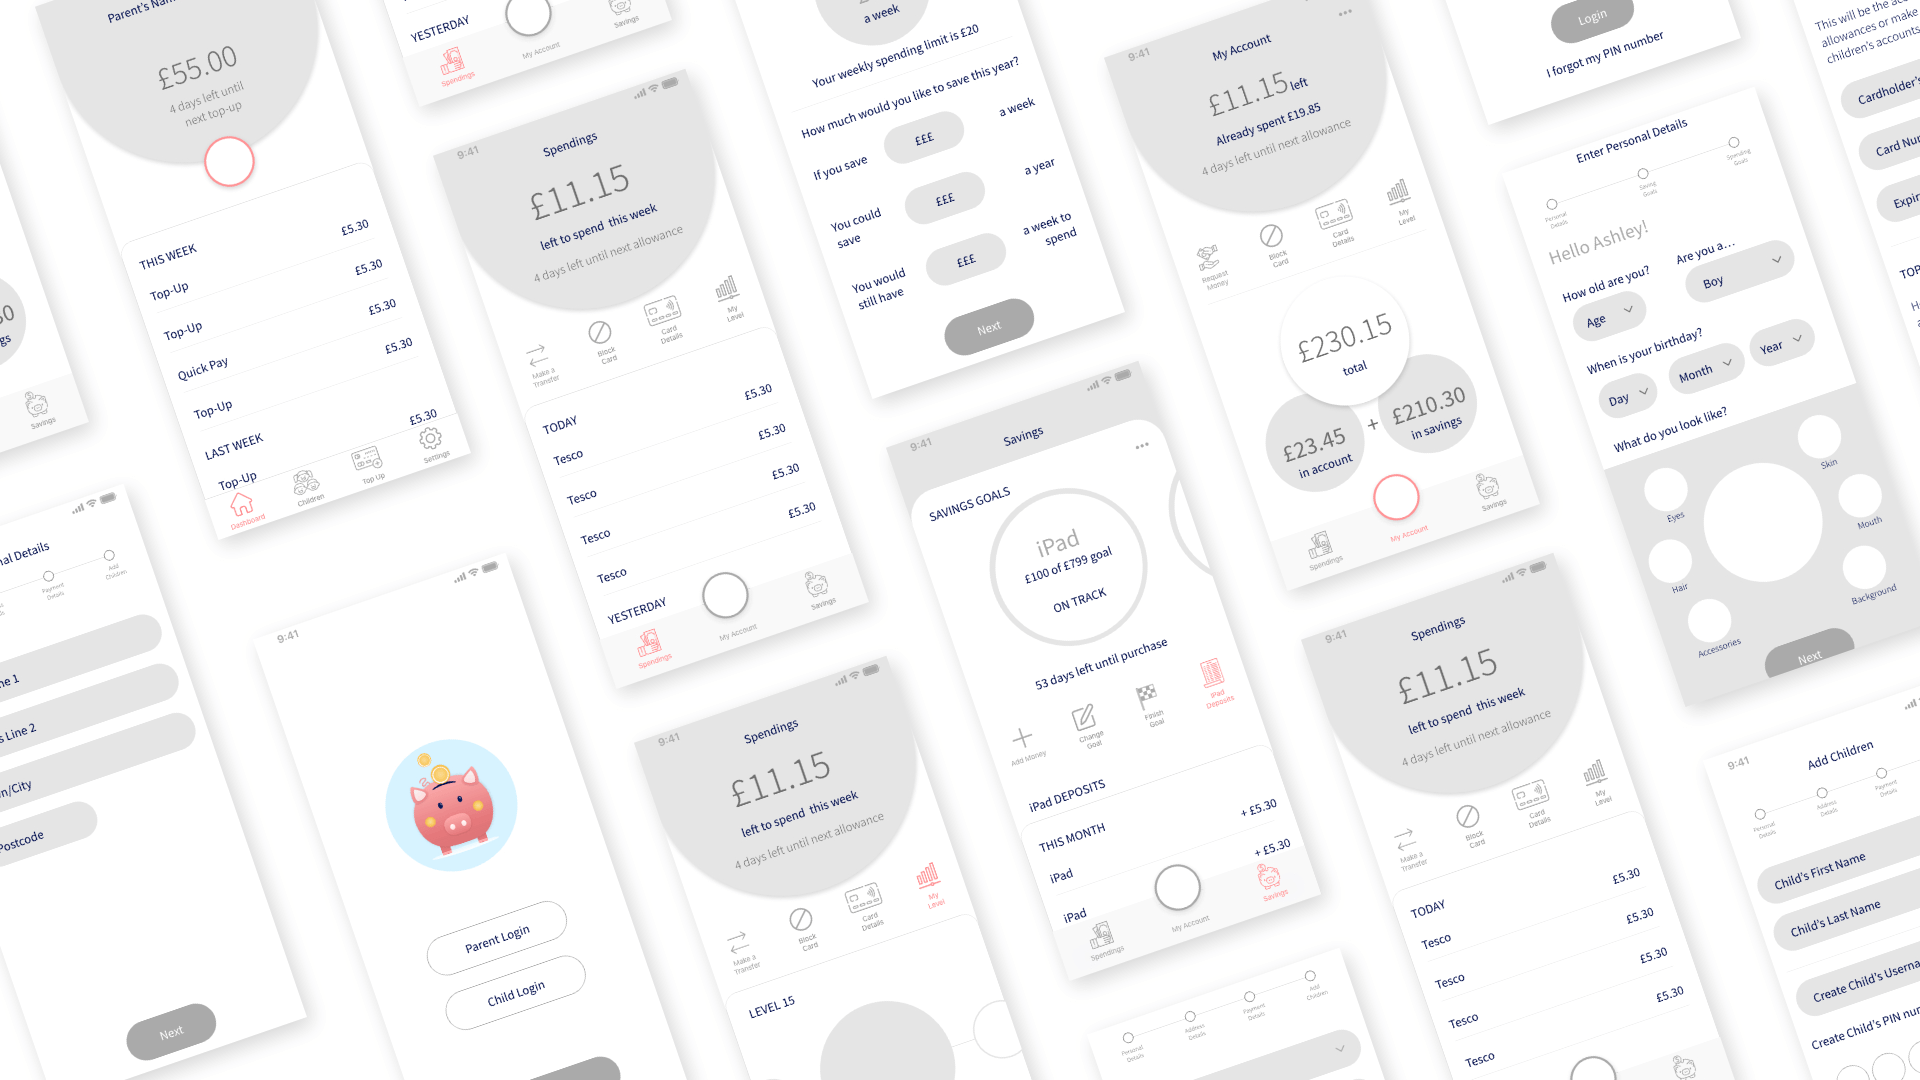 Parent's Na
£55.00
4 days left until
next top-up
THIS WEEK
Top-Up
£5.30
Top-Up
£5.30
Quick Pay
£5.30
Top-Up
£5.30
LAST WEEK
Top-Up
£5.30
Dashboard
Children
Top Up
Settings
gs
Savings
YESTERDAY
Spendings
My Account
Savings
9:41
Spendings
£11.15
left to spend this week
4 days left until next allowance
Make a
Transfer
Block
Card
Card
Details
My
Level
TODAY
Tesco
£5.30
Tesco
£5.30
Tesco
£5.30
Tesco
£5.30
YESTERDAY
Spendings
My Account
Savings
a week
Your weekly spending limit is £20
How much would you like to save this year?
If you save
£££
a week
You could
save
£££
a year
You would
still have
£££
a week to
spend
Next
9:41
My Account
£11.15 left
Already spent £19.85
4 days left until next allowance
Request
Money
Block
Card
Card
Details
My
Level
£230.15
total
£23.45
in account
+
£210.30
in savings
Spendings
My Account
Savings
Login
I forgot my PIN number
Enter Personal Details
Personal
Details
Saving
Goals
Spending
Goals
Hello Ashley!
How old are you?
Are you a...
Age
Boy
When is your birthday?
Day
Month
Year
What do you look like?
Eyes
Skin
Hair
Mouth
Accessories
Background
Next
This will be the ac
allowances or make
children's accounts
Cardholder's
Card Nu
Expir
TOP
nal Details
Payment
Details
Add
Children
ne 1
s Line 2
n/City
Postcode
Next
9:41
Parent Login
Child Login
9:41
Spendings
£11.15
left to spend this week
4 days left until next allowance
Make a
Transfer
Block
Card
Card
Details
My
Level
LEVEL 15
9:41
Savings
SAVINGS GOALS
iPad
£100 of £799 goal
ON TRACK
53 days left until purchase
Add Money
Change
Goal
Finish
Goal
iPad
Deposits
iPad DEPOSITS
THIS MONTH
iPad
+ £5.30
iPad
+ £5.30
Spendings
My Account
Savings
Personal
Details
Address
Details
Payment
Details
Add
Children
9:41
Spendings
£11.15
left to spend this week
4 days left until next allowance
Make a
Transfer
Block
Card
Card
Details
My
Level
TODAY
Tesco
£5.30
Tesco
£5.30
Tesco
£5.30
Tesco
£5.30
9:41
Add Children
Personal
Details
Address
Details
Payment
Details
Child's First Name
Child's Last Name
Create Child's Userna
Create Child's PIN nu